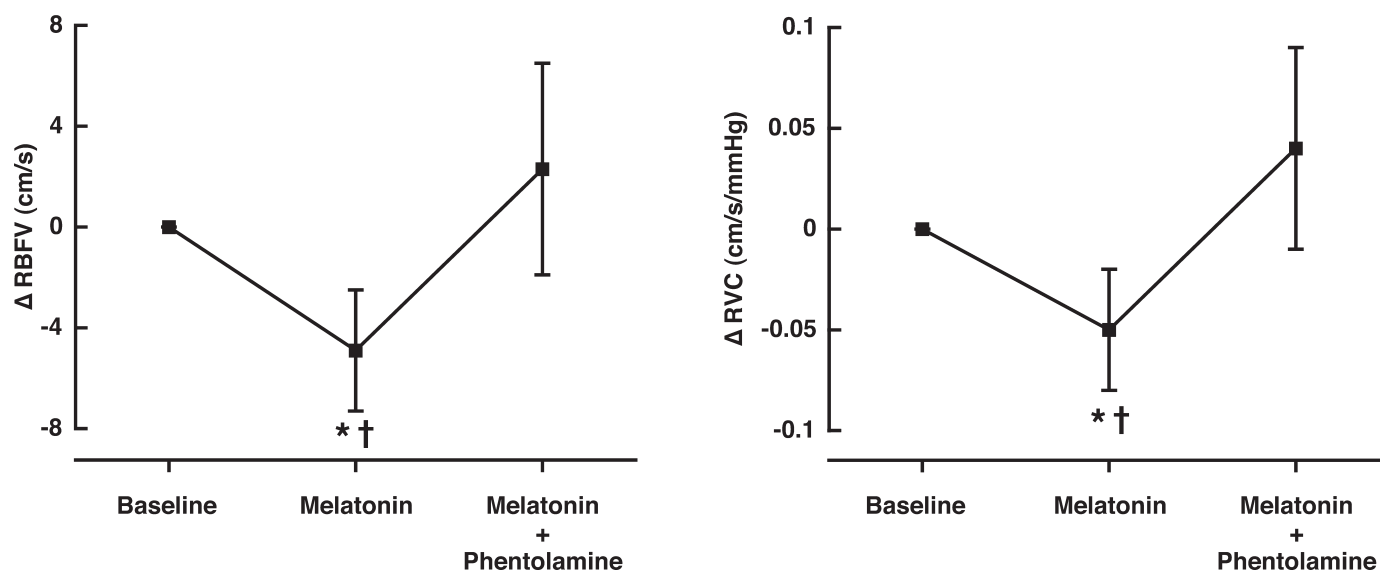 8
4
0
-4
-8
Δ RBFV (cm/s)
* †
Baseline
Melatonin
Melatonin
+
Phentolamine
0.1
0.05
0
-0.05
-0.1
Δ RVC (cm/s/mmHg)
* †
Baseline
Melatonin
Melatonin
+
Phentolamine